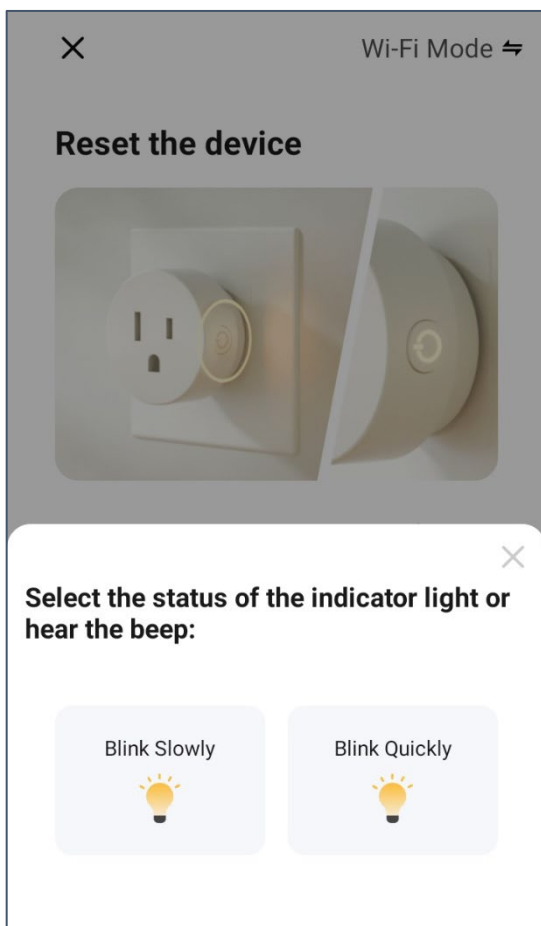 Wi-Fi Mode
Reset the device
Select the status of the indicator light or
hear the beep:
Blink Slowly
Blink Quickly